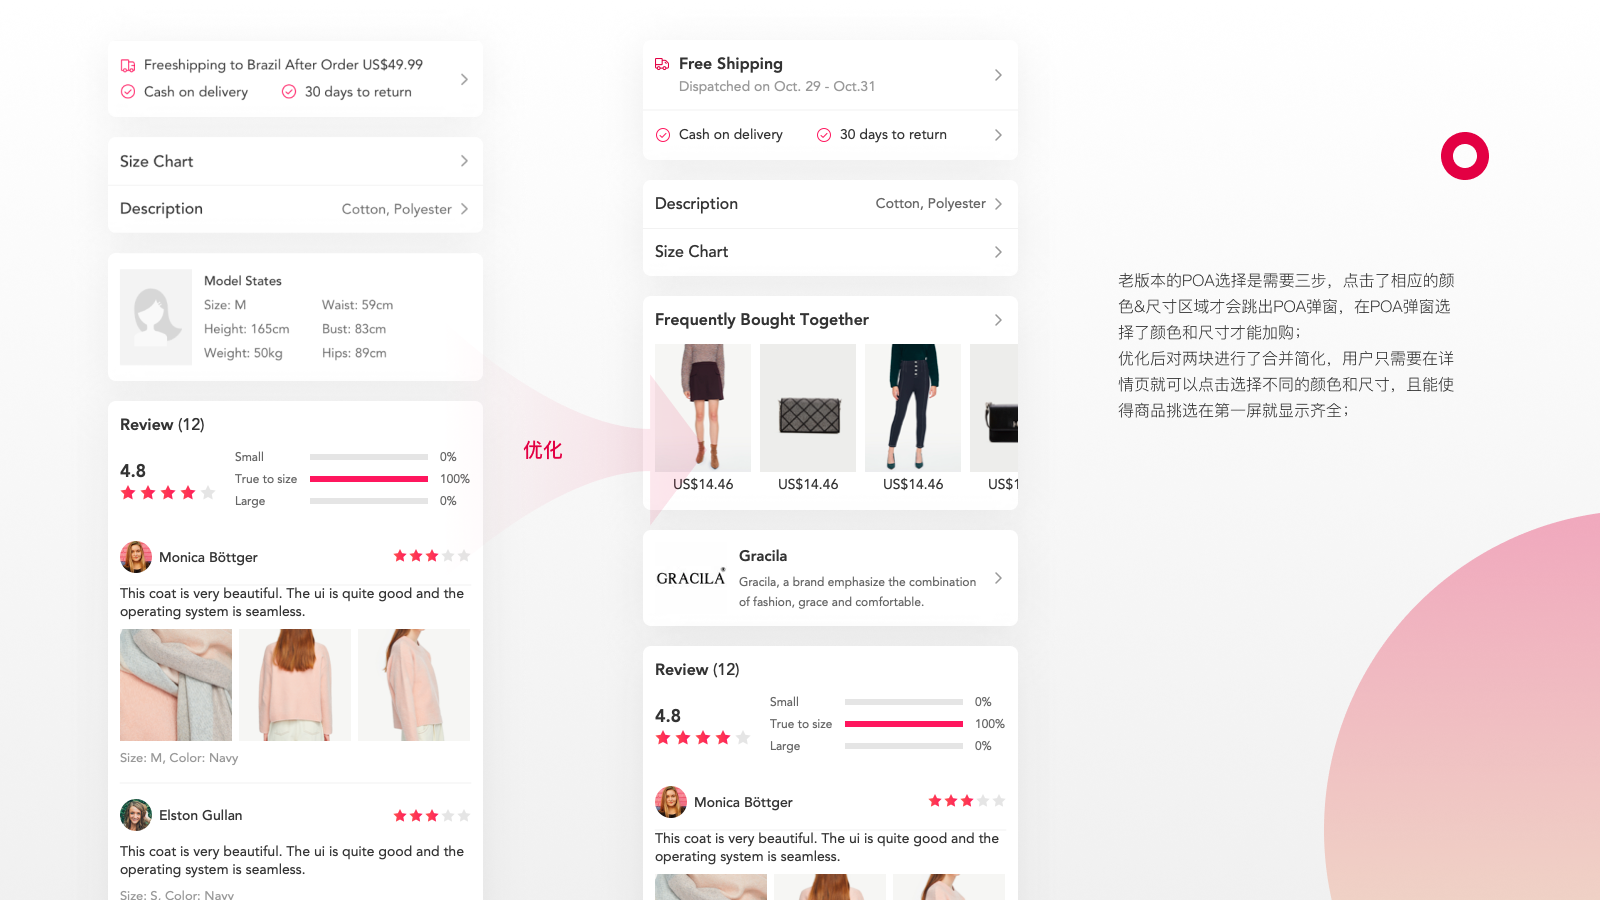 Freeshipping to Brazil After Order US$49.99
Cash on delivery 30 days to return
Size Chart
Description Cotton, Polyester
Model States
Size: M Waist: 59cm
Height: 165cm Bust: 83cm
Weight: 50kg Hips: 89cm
Review (12)
4.8
Small 0%
True to size 100%
Large 0%
Monica Böttger
This coat is very beautiful. The ui is quite good and the
operating system is seamless.
Size: M, Color: Navy
Elston Gullan
This coat is very beautiful. The ui is quite good and the
operating system is seamless.
Size: S, Color: Navy
优化
Free Shipping
Dispatched on Oct. 29 - Oct.31
Cash on delivery 30 days to return
Description Cotton, Polyester
Size Chart
Frequently Bought Together
US$14.46 US$14.46 US$14.46 US$1
GRACILA
Gracila
Gracila, a brand emphasize the combination
of fashion, grace and comfortable.
Review (12)
4.8
Small 0%
True to size 100%
Large 0%
Monica Böttger
This coat is very beautiful. The ui is quite good and the
operating system is seamless.
老版本的POA选择是需要三步，点击了相应的颜
色&尺寸区域才会跳出POA弹窗，在POA弹窗选
择了颜色和尺寸才能加购；
优化后对两块进行了合并简化，用户只需要在详
情页就可以点击选择不同的颜色和尺寸，且能使
得商品挑选在第一屏就显示齐全；